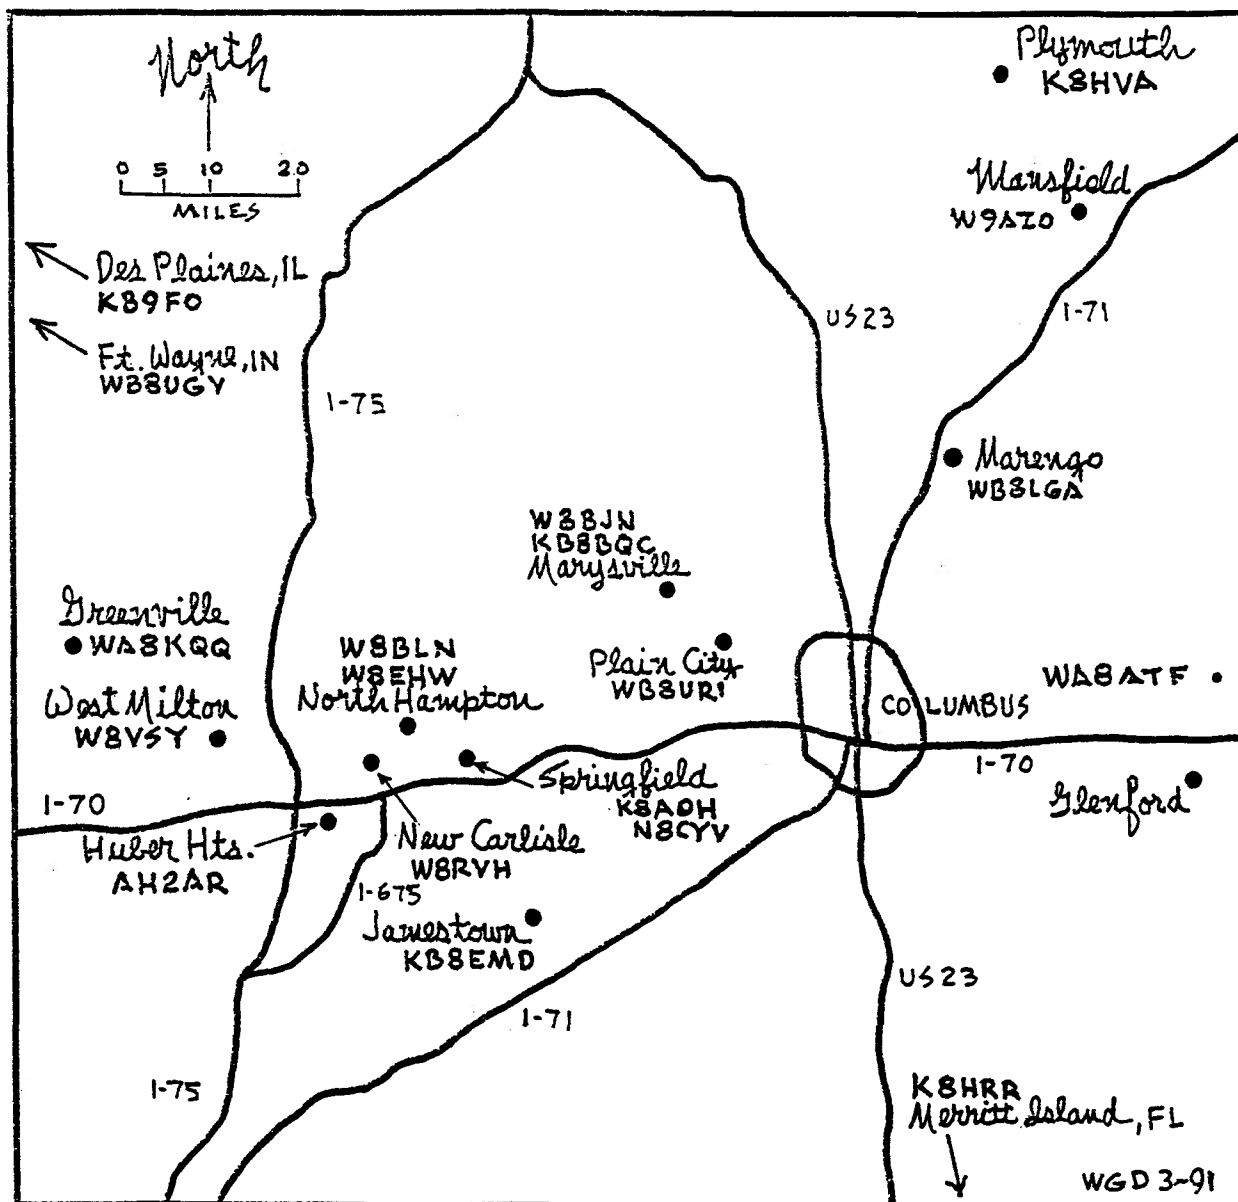 North
Plymouth
K8HVA
0 5 10 20
MILES
Mansfield
W9AZO
Des Plaines, IL
KB9FO
US23
I-71
Ft. Wayne, IN
WB8UGY
I-75
Marengo
WB8LGA
W8BJN
KB8BQC
Marysville
Greenville
WA8KQQ
W8BLN
W8EHW
North Hampton
Plain City
WB8URI
WA8ATF
West Milton
W8VSY
COLUMBUS
I-70
Springfield
K8AOH
N8CYV
Glenford
I-70
Huber Hts.
AH2AR
New Carlisle
W8RVH
I-675
Jamestown
KB8EMD
US23
I-71
I-75
K8HRR
Merritt Island, FL
WGD 3-91